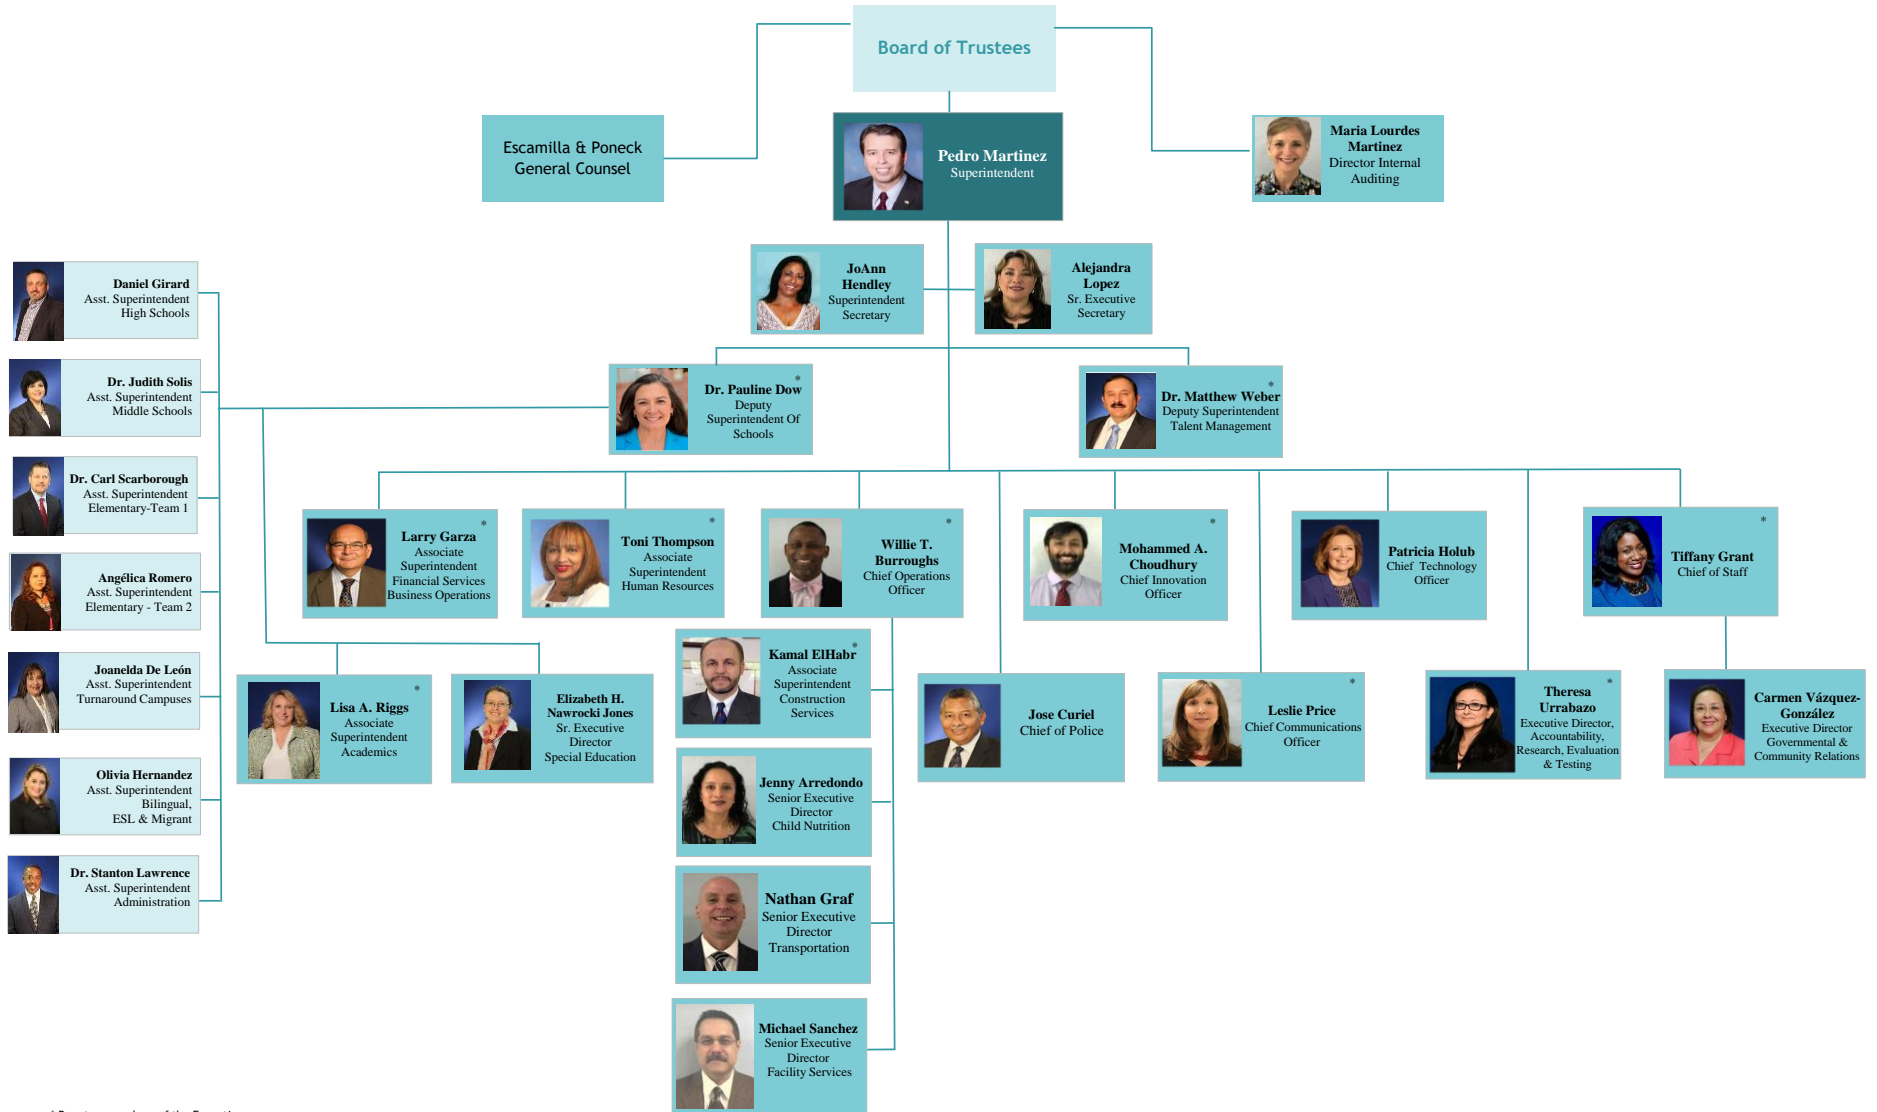 Board of Trustees
Escamilla & Poneck
General Counsel
Pedro Martinez
Superintendent
Maria Lourdes
Martinez
Director Internal
Auditing
JoAnn
Hendley
Superintendent
Secretary
Alejandra
Lopez
Sr. Executive
Secretary
Daniel Girard
Asst. Superintendent
High Schools
Dr. Judith Solis
Asst. Superintendent
Middle Schools
Dr. Carl Scarborough
Asst. Superintendent
Elementary-Team 1
Angélica Romero
Asst. Superintendent
Elementary - Team 2
Joanelda De León
Asst. Superintendent
Turnaround Campuses
Olivia Hernandez
Asst. Superintendent
Bilingual,
ESL & Migrant
Dr. Stanton Lawrence
Asst. Superintendent
Administration
*
Dr. Pauline Dow
Deputy
Superintendent Of
Schools
*
Dr. Matthew Weber
Deputy Superintendent
Talent Management
*
Larry Garza
Associate
Superintendent
Financial Services
Business Operations
*
Toni Thompson
Associate
Superintendent
Human Resources
*
Willie T.
Burroughs
Chief Operations
Officer
*
Mohammed A.
Choudhury
Chief Innovation
Officer
Patricia Holub
Chief Technology
Officer
*
Tiffany Grant
Chief of Staff
*
Lisa A. Riggs
Associate
Superintendent
Academics
Elizabeth H.
Nawrocki Jones
Sr. Executive
Director
Special Education
*
Kamal ElHabr
Associate
Superintendent
Construction
Services
Jenny Arredondo
Senior Executive
Director
Child Nutrition
Nathan Graf
Senior Executive
Director
Transportation
Michael Sanchez
Senior Executive
Director
Facility Services
Jose Curiel
Chief of Police
*
Leslie Price
Chief Communications
Officer
*
Theresa
Urrabazo
Executive Director,
Accountability,
Research, Evaluation
& Testing
Carmen Vázquez-
González
Executive Director
Governmental &
Community Relations